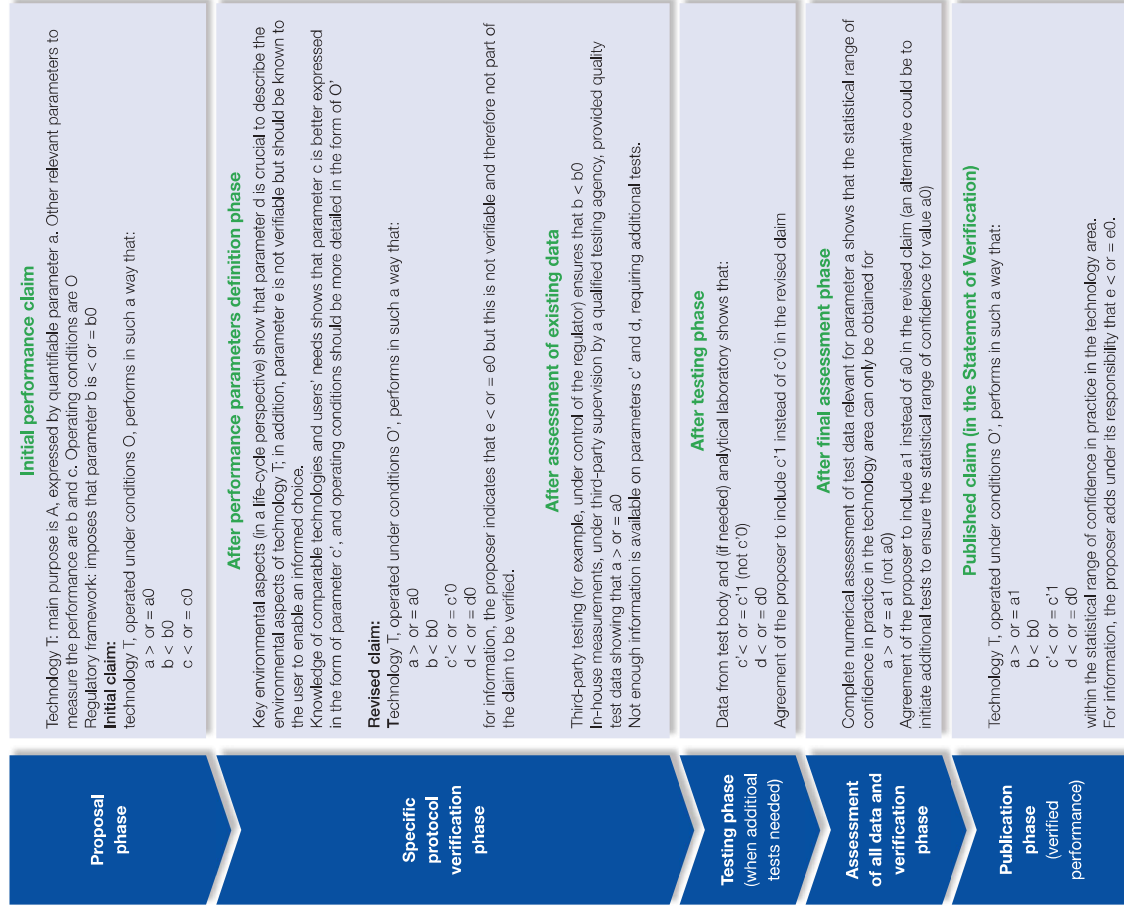 Proposal
phase
Initial performance claim
Technology T: main purpose is A, expressed by quantifiable parameter a. Other relevant parameters to
measure the performance are b and c. Operating conditions are O
Regulatory framework: imposes that parameter b is < or = b0
Initial claim:
technology T, operated under conditions O, performs in such a way that:
a > or = a0
b < b0
c < or = c0
Specific
protocol
verification
phase
After performance parameters definition phase
Key environmental aspects (in a life-cycle perspective) show that parameter d is crucial to describe the
environmental aspects of technology T; in addition, parameter e is not verifiable but should be known to
the user to enable an informed choice.
Knowledge of comparable technologies and users' needs shows that parameter c is better expressed
in the form of parameter c', and operating conditions should be more detailed in the form of O'
Revised claim:
Technology T, operated under conditions O', performs in such a way that:
a > or = a0
b < b0
c'< or = c'0
d < or = d0
for information, the proposer indicates that e < or = e0 but this is not verifiable and therefore not part of
the claim to be verified.
After assessment of existing data
Third-party testing (for example, under control of the regulator) ensures that b < b0
In-house measurements, under third-party supervision by a qualified testing agency, provided quality
test data showing that a > or = a0
Not enough information is available on parameters c' and d, requiring additional tests.
Testing phase
(when additioal
tests needed)
After testing phase
Data from test body and (if needed) analytical laboratory shows that:
c'< or = c'1 (not c'0)
d < or = d0
Agreement of the proposer to include c'1 instead of c'0 in the revised claim
Assessment
of all data and
verification
phase
After final assessment phase
Complete numerical assessment of test data relevant for parameter a shows that the statistical range of
confidence in practice in the technology area can only be obtained for
a > or = a1 (not a0)
Agreement of the proposer to include a1 instead of a0 in the revised claim (an alternative could be to
initiate additional tests to ensure the statistical range of confidence for value a0)
Publication
phase
(verified
performance)
Published claim (in the Statement of Verification)
Technology T, operated under conditions O', performs in such a way that:
a > or = a1
b < b0
c'< or = c'1
d < or = d0
within the statistical range of confidence in practice in the technology area.
For information, the proposer adds under its responsibility that e < or = e0.